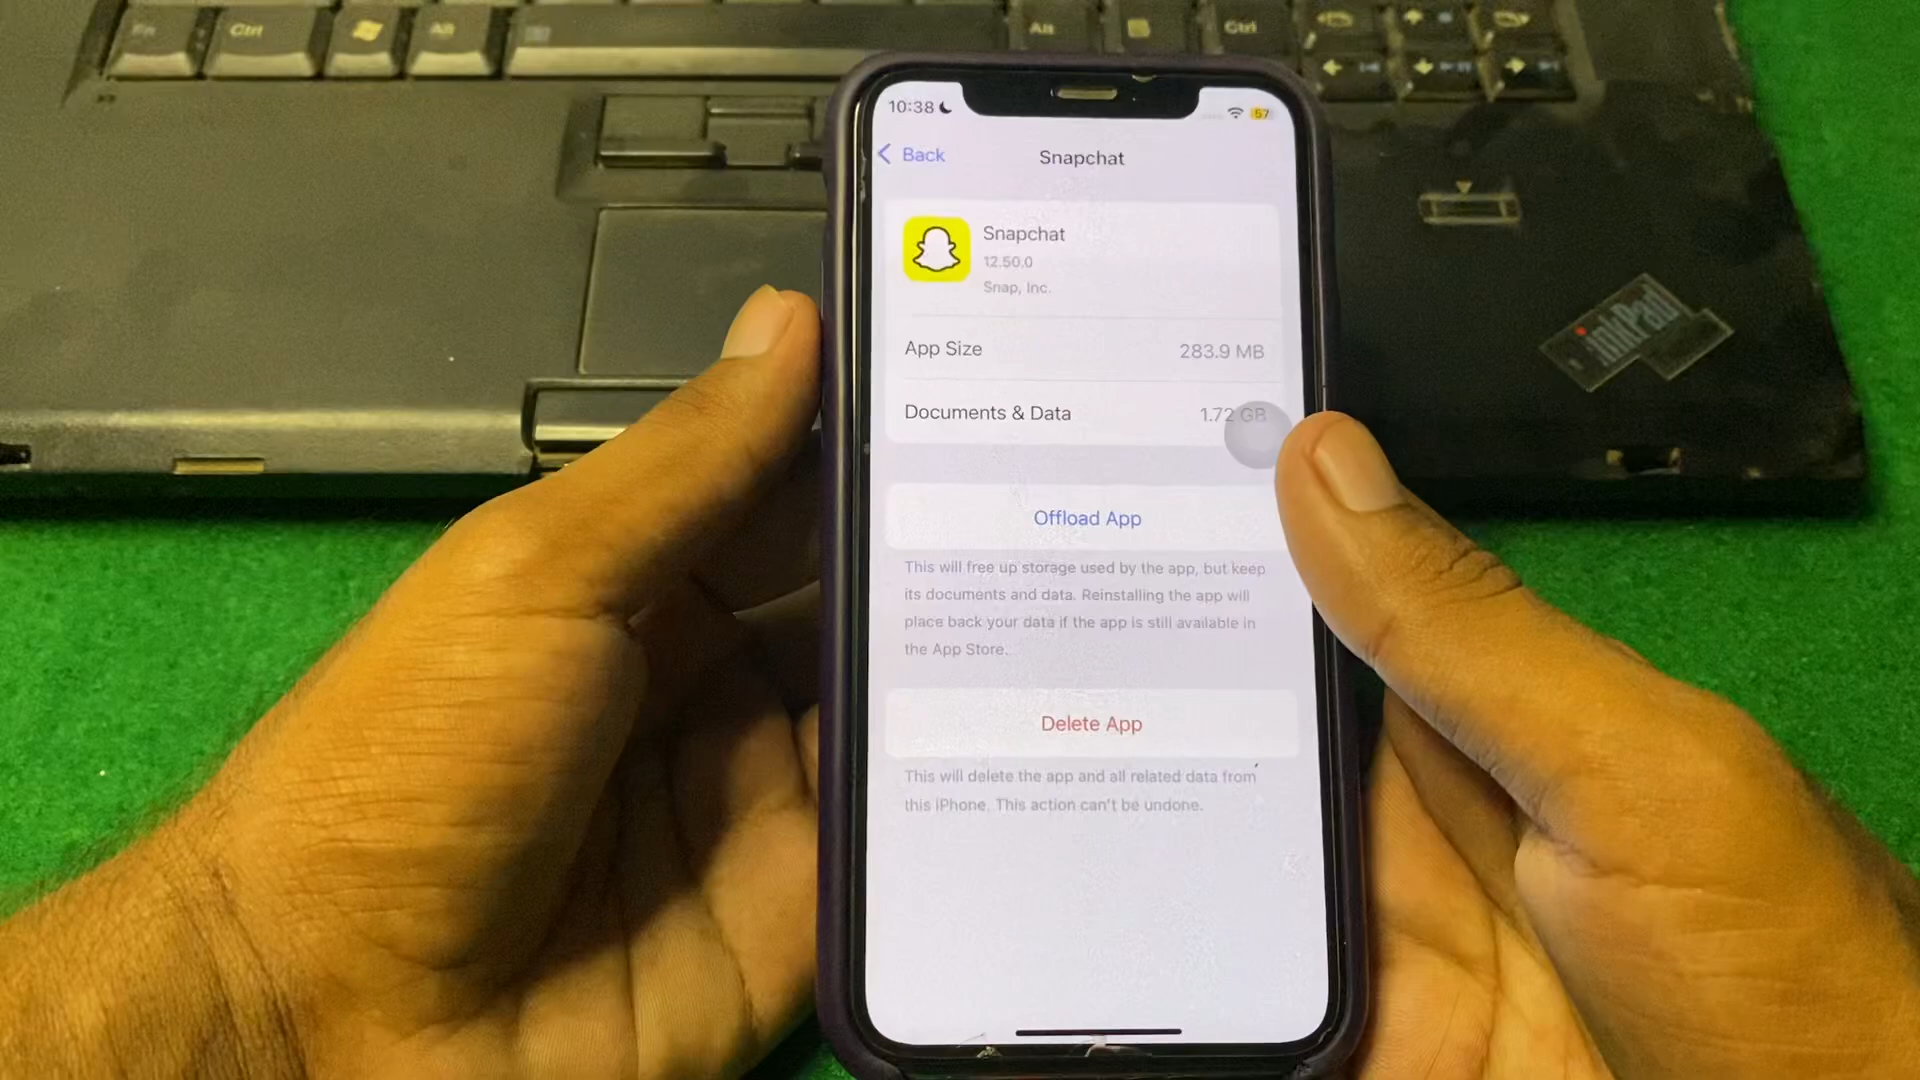 Fn Ctrl Alt Alt Ctrl
10:38 57
Back Snapchat
Snapchat
12.50.0
Snap, Inc.
App Size 283.9 MB
Documents & Data 1.72 GB
Offload App
This will free up storage used by the app, but keep
its documents and data. Reinstalling the app will
place back your data if the app is still available in
the App Store.
Delete App
This will delete the app and all related data from
this iPhone. This action can't be undone.
ThinkPad